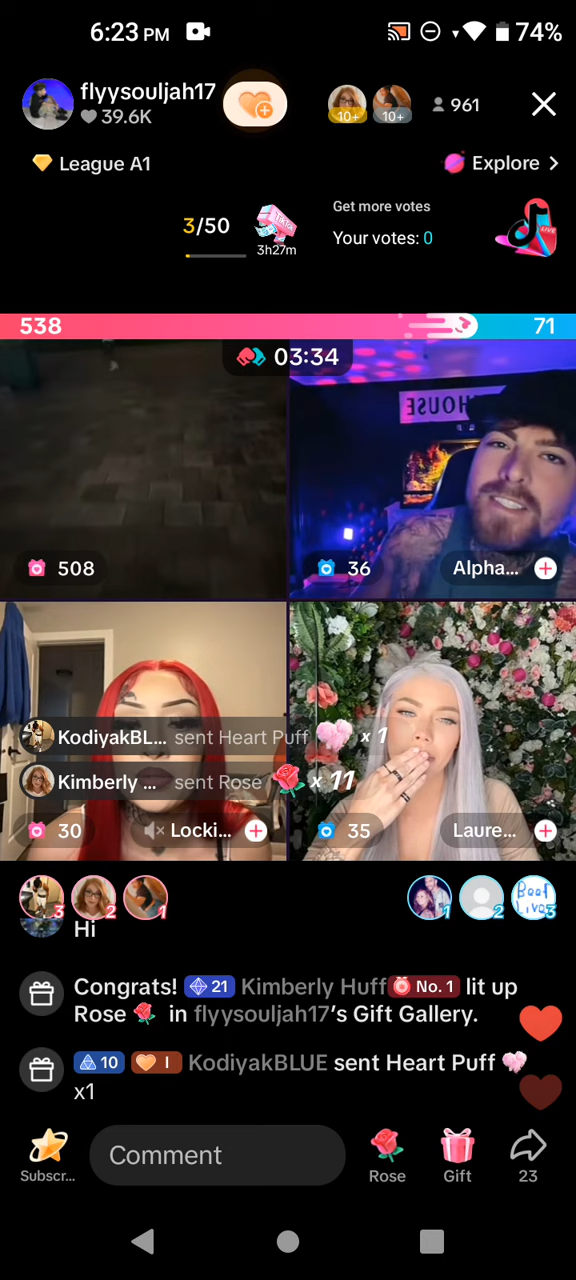 6:23 PM
74%
flyysouljah17
39.6K
10+
10+
961
League A1
Explore >
3/50
3h27m
Get more votes
Your votes: 0
LIVE
538
71
03:34
HOUSE
508
36
Alpha...
KodiyakBL... sent Heart Puff x 1
Kimberly ... sent Rose x 11
30
Locki...
35
Laure...
3
2
1
1
2
3
Hi
Congrats! 21 Kimberly Huff No. 1 lit up
Rose in flyysouljah17's Gift Gallery.
10 I KodiyakBLUE sent Heart Puff
x1
Subscr...
Comment
Rose
Gift
23